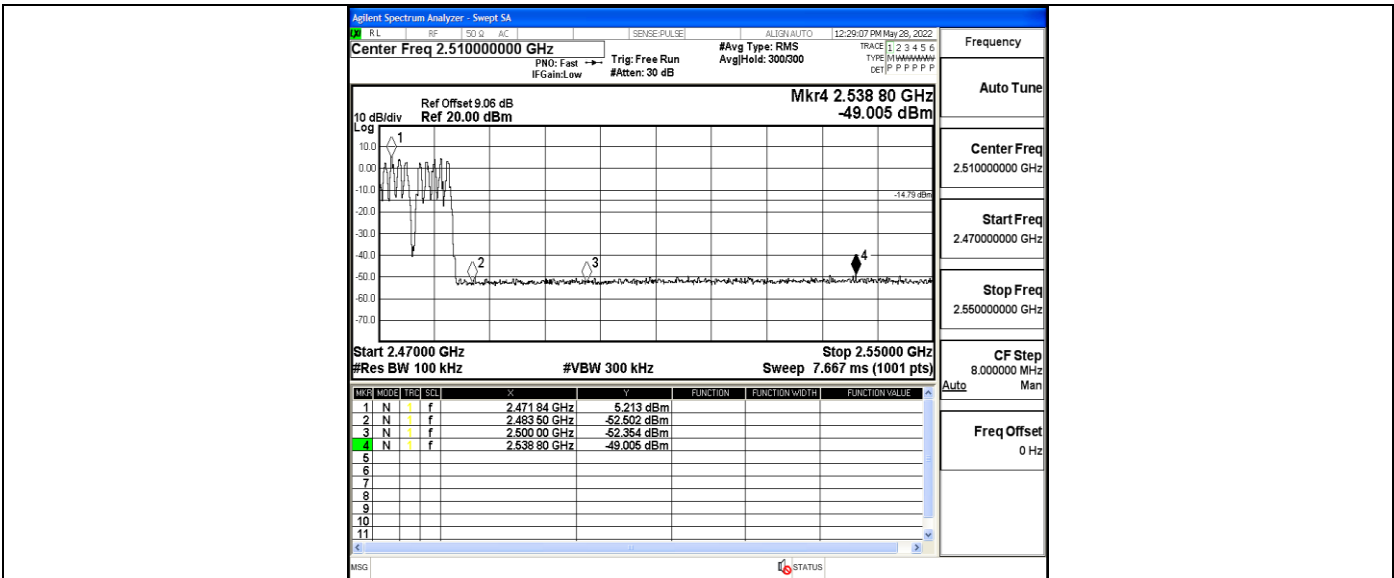 Agilent Spectrum Analyzer - Swept SA
LXI RL RF 50 Ω AC SENSE:PULSE ALIGNAUTO 12:29:07 PM May 28, 2022
Center Freq 2.510000000 GHz
PNO: Fast
IFGain:Low
Trig: Free Run
#Atten: 30 dB
#Avg Type: RMS
Avg|Hold: 300/300
TRACE 1 2 3 4 5 6
TYPE M WWWWW
DET P P P P P P
Frequency
Auto Tune
Center Freq
2.510000000 GHz
Start Freq
2.470000000 GHz
Stop Freq
2.550000000 GHz
CF Step
8.000000 MHz
Auto Man
Freq Offset
0 Hz
Mkr4 2.538 80 GHz
-49.005 dBm
Ref Offset 9.06 dB
10 dB/div Ref 20.00 dBm
Log
10.0
0.00
-10.0
-20.0
-30.0
-40.0
-50.0
-60.0
-70.0
1
2
3
4
-14.79 dBm
Start 2.47000 GHz Stop 2.55000 GHz
#Res BW 100 kHz #VBW 300 kHz Sweep 7.667 ms (1001 pts)
MKR MODE TRC SCL X Y FUNCTION FUNCTION WIDTH FUNCTION VALUE
1 N 1 f 2.471 84 GHz 5.213 dBm
2 N 1 f 2.483 50 GHz -52.502 dBm
3 N 1 f 2.500 00 GHz -52.354 dBm
4 N 1 f 2.538 80 GHz -49.005 dBm
5
6
7
8
9
10
11
MSG STATUS